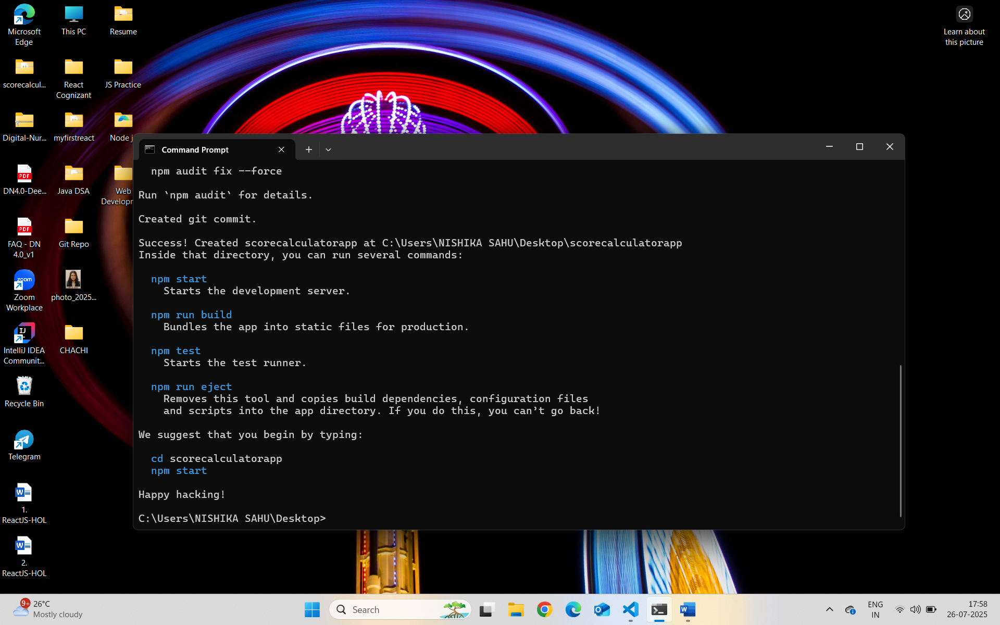 Microsoft
Edge
This PC
Resume
Learn about
this picture
scorecalcul...
React
Cognizant
JS Practice
Digital-Nur...
myfirstreact
Node j
DN4.0-Dee...
Java DSA
Web
Developr
FAQ - DN
4.0_v1
Git Repo
zoom
Zoom
Workplace
photo_2025...
IntelliJ IDEA
Communit...
CHACHI
Recycle Bin
Telegram
1.
ReactJS-HOL
2.
ReactJS-HOL
PDF
PDF
IJ
W
W
Command Prompt
npm audit fix --force
Run `npm audit` for details.
Created git commit.
Success! Created scorecalculatorapp at C:\Users\NISHIKA SAHU\Desktop\scorecalculatorapp
Inside that directory, you can run several commands:
npm start
Starts the development server.
npm run build
Bundles the app into static files for production.
npm test
Starts the test runner.
npm run eject
Removes this tool and copies build dependencies, configuration files
and scripts into the app directory. If you do this, you can’t go back!
We suggest that you begin by typing:
cd scorecalculatorapp
npm start
Happy hacking!
C:\Users\NISHIKA SAHU\Desktop>
9+
26°C
Mostly cloudy
Search
W
ENG
IN
17:58
26-07-2025